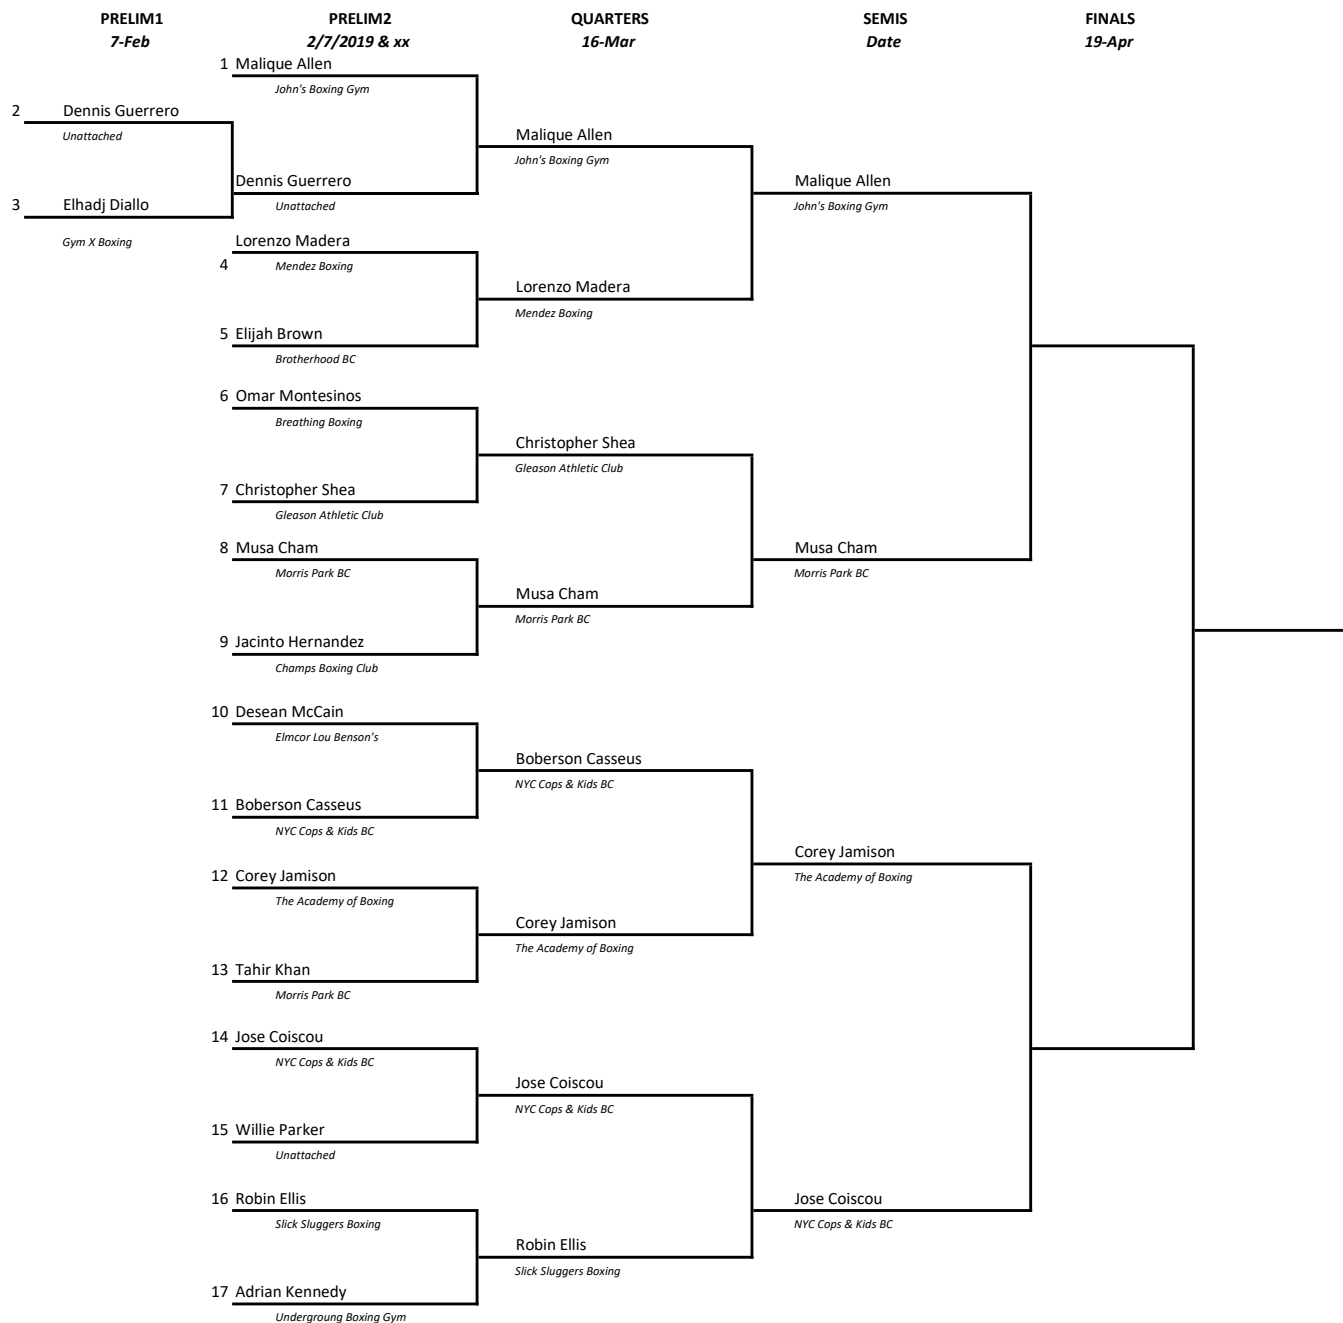 PRELIM1 PRELIM2 QUARTERS SEMIS FINALS
7-Feb 2/7/2019 & xx 16-Mar Date 19-Apr
1 Malique Allen
John's Boxing Gym
2 Dennis Guerrero
Unattached
Malique Allen
John's Boxing Gym
Dennis Guerrero
Unattached
Malique Allen
John's Boxing Gym
3 Elhadj Diallo
Gym X Boxing
Lorenzo Madera
4 Mendez Boxing
Lorenzo Madera
Mendez Boxing
5 Elijah Brown
Brotherhood BC
6 Omar Montesinos
Breathing Boxing
Christopher Shea
Gleason Athletic Club
7 Christopher Shea
Gleason Athletic Club
8 Musa Cham
Morris Park BC
Musa Cham
Morris Park BC
Musa Cham
Morris Park BC
9 Jacinto Hernandez
Champs Boxing Club
10 Desean McCain
Elmcor Lou Benson's
Boberson Casseus
NYC Cops & Kids BC
11 Boberson Casseus
NYC Cops & Kids BC
Corey Jamison
The Academy of Boxing
12 Corey Jamison
The Academy of Boxing
Corey Jamison
The Academy of Boxing
13 Tahir Khan
Morris Park BC
14 Jose Coiscou
NYC Cops & Kids BC
Jose Coiscou
NYC Cops & Kids BC
15 Willie Parker
Unattached
16 Robin Ellis
Slick Sluggers Boxing
Jose Coiscou
NYC Cops & Kids BC
Robin Ellis
Slick Sluggers Boxing
17 Adrian Kennedy
Undergroung Boxing Gym